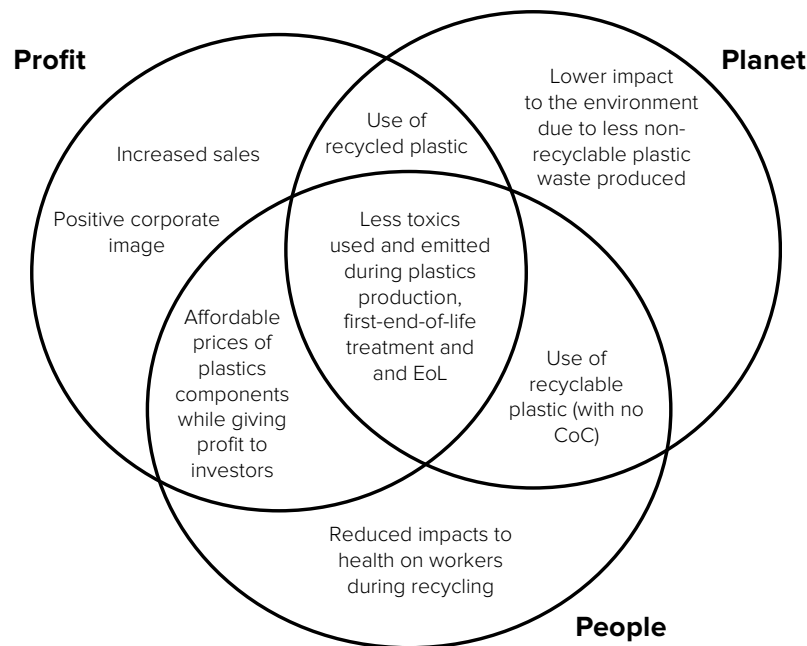 Profit
Planet
Increased sales
Positive corporate
image
Use of
recycled plastic
Lower impact
to the environment
due to less non-
recyclable plastic
waste produced
Less toxics
used and emitted
during plastics
production,
first-end-of-life
treatment and
and EoL
Affordable
prices of
plastics
components
while giving
profit to
investors
Use of
recyclable
plastic (with no
CoC)
Reduced impacts to
health on workers
during recycling
People